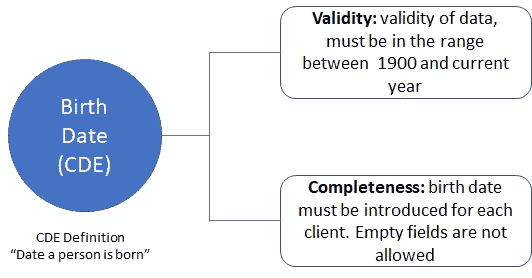 Birth
Date
(CDE)
CDE Definition
“Date a person is born”
Validity: validity of data,
must be in the range
between  1900 and current
year
Completeness: birth date
must be introduced for each
client. Empty fields are not
allowed